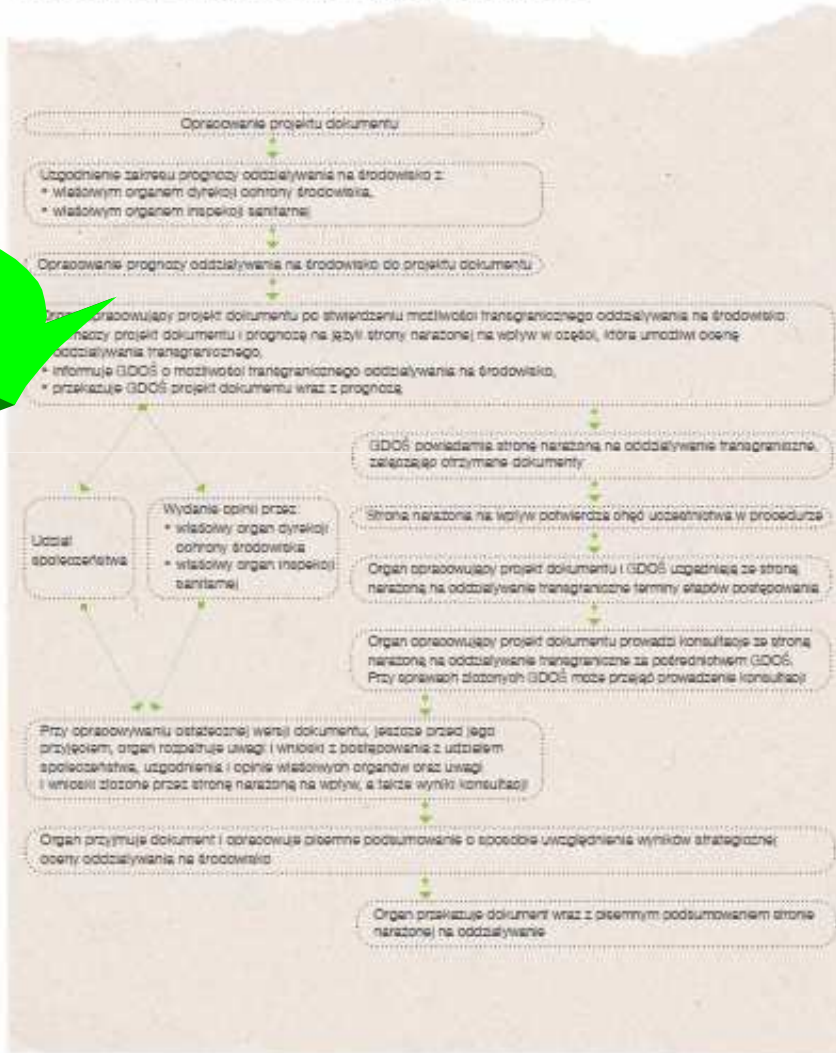 Opracowanie projektu dokumentu
Uzgodnienie zakresu prognozy oddziaływania na środowisko z:
• właściwym organem dyrekcji ochrony środowiska,
• właściwym organem inspekcji sanitarnej
Opracowanie prognozy oddziaływania na środowisko do projektu dokumentu
opracowujący projekt dokumentu po stwierdzeniu możliwości transgranicznego oddziaływania na środowisko:
projekt dokumentu i prognozę na język strony narażonej na wpływ w części, która umożliwi ocenę
oddziaływania transgranicznego,
• informuje GDOŚ o możliwości transgranicznego oddziaływania na środowisko,
• przekazuje GDOŚ projekt dokumentu wraz z prognozą
GDOŚ powiadamia stronę narażoną na oddziaływanie transgraniczne,
załączając otrzymane dokumenty
Udział
społeczeństwa
Wydanie opinii przez:
• właściwy organ dyrekcji
ochrony środowiska
• właściwy organ inspekcji
sanitarnej
Strona narażona na wpływ potwierdza chęć uczestnictwa w procedurze
Organ opracowujący projekt dokumentu i GDOŚ uzgadniają ze stroną
narażoną na oddziaływanie transgraniczne terminy etapów postępowania
Organ opracowujący projekt dokumentu prowadzi konsultacje ze stroną
narażoną na oddziaływanie transgraniczne za pośrednictwem GDOŚ.
Przy sprawach złożonych GDOŚ może przejąć prowadzenie konsultacji
Przy opracowywaniu ostatecznej wersji dokumentu, jeszcze przed jego
przyjęciem, organ rozpatruje uwagi i wnioski z postępowania z udziałem
społeczeństwa, uzgodnienia i opinie właściwych organów oraz uwagi
i wnioski złożone przez stronę narażoną na wpływ, a także wyniki konsultacji
Organ przyjmuje dokument i opracowuje pisemne podsumowanie o sposobie uwzględnienia wyników strategicznej
oceny oddziaływania na środowisko
Organ przekazuje dokument wraz z pisemnym podsumowaniem stronie
narażonej na oddziaływanie